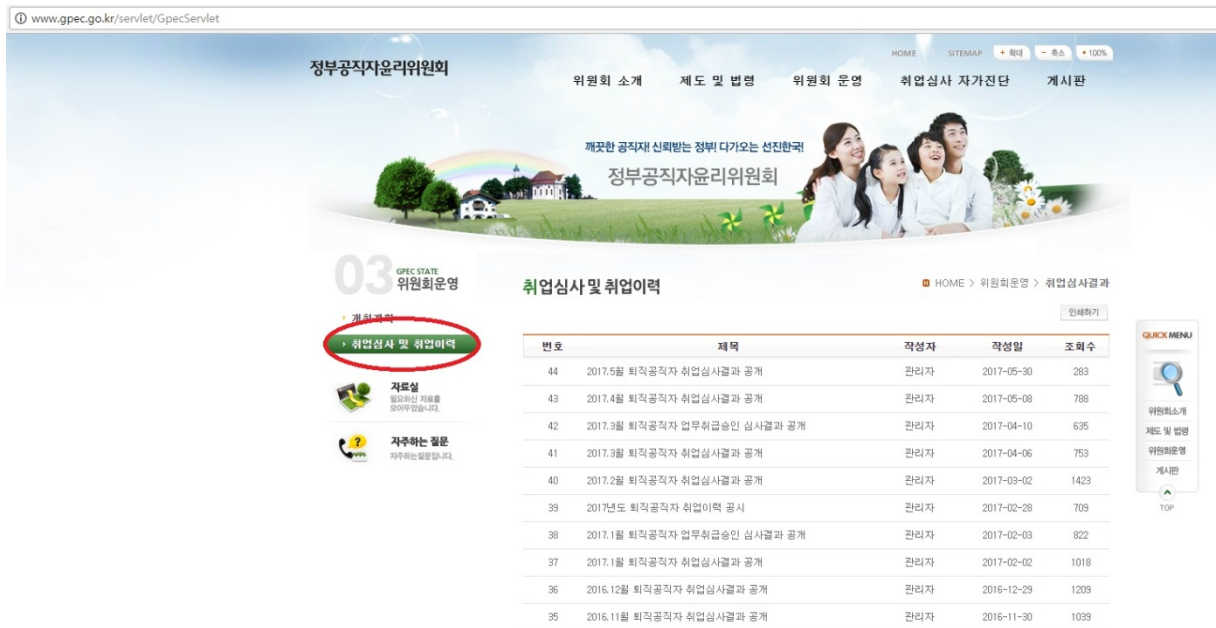 www.gpec.go.kr/servlet/GpecServlet
HOME SITEMAP + 확대 - 축소 • 100%
정부공직자윤리위원회
위원회 소개 제도 및 법령 위원회 운영 취업심사 자가진단 게시판
깨끗한 공직자! 신뢰받는 정부! 다가오는 선진한국!
정부공직자윤리위원회
03 GPEC STATE
위원회운영
개최계획
취업심사 및 취업이력
자료실
필요하신 자료를
모아두었습니다.
자주하는 질문
자주하는질문입니다.
취업심사 및 취업이력
HOME > 위원회운영 > 취업심사결과
인쇄하기
번호 제목 작성자 작성일 조회수
44 2017.5월 퇴직공직자 취업심사결과 공개 관리자 2017-05-30 283
43 2017.4월 퇴직공직자 취업심사결과 공개 관리자 2017-05-08 788
42 2017.3월 퇴직공직자 업무취급승인 심사결과 공개 관리자 2017-04-10 635
41 2017.3월 퇴직공직자 취업심사결과 공개 관리자 2017-04-06 753
40 2017.2월 퇴직공직자 취업심사결과 공개 관리자 2017-03-02 1423
39 2017년도 퇴직공직자 취업이력 공시 관리자 2017-02-28 709
38 2017.1월 퇴직공직자 업무취급승인 심사결과 공개 관리자 2017-02-03 822
37 2017.1월 퇴직공직자 취업심사결과 공개 관리자 2017-02-02 1018
36 2016.12월 퇴직공직자 취업심사결과 공개 관리자 2016-12-29 1209
35 2016.11월 퇴직공직자 취업심사결과 공개 관리자 2016-11-30 1039
QUICK MENU
위원회소개
제도 및 법령
위원회운영
게시판
TOP